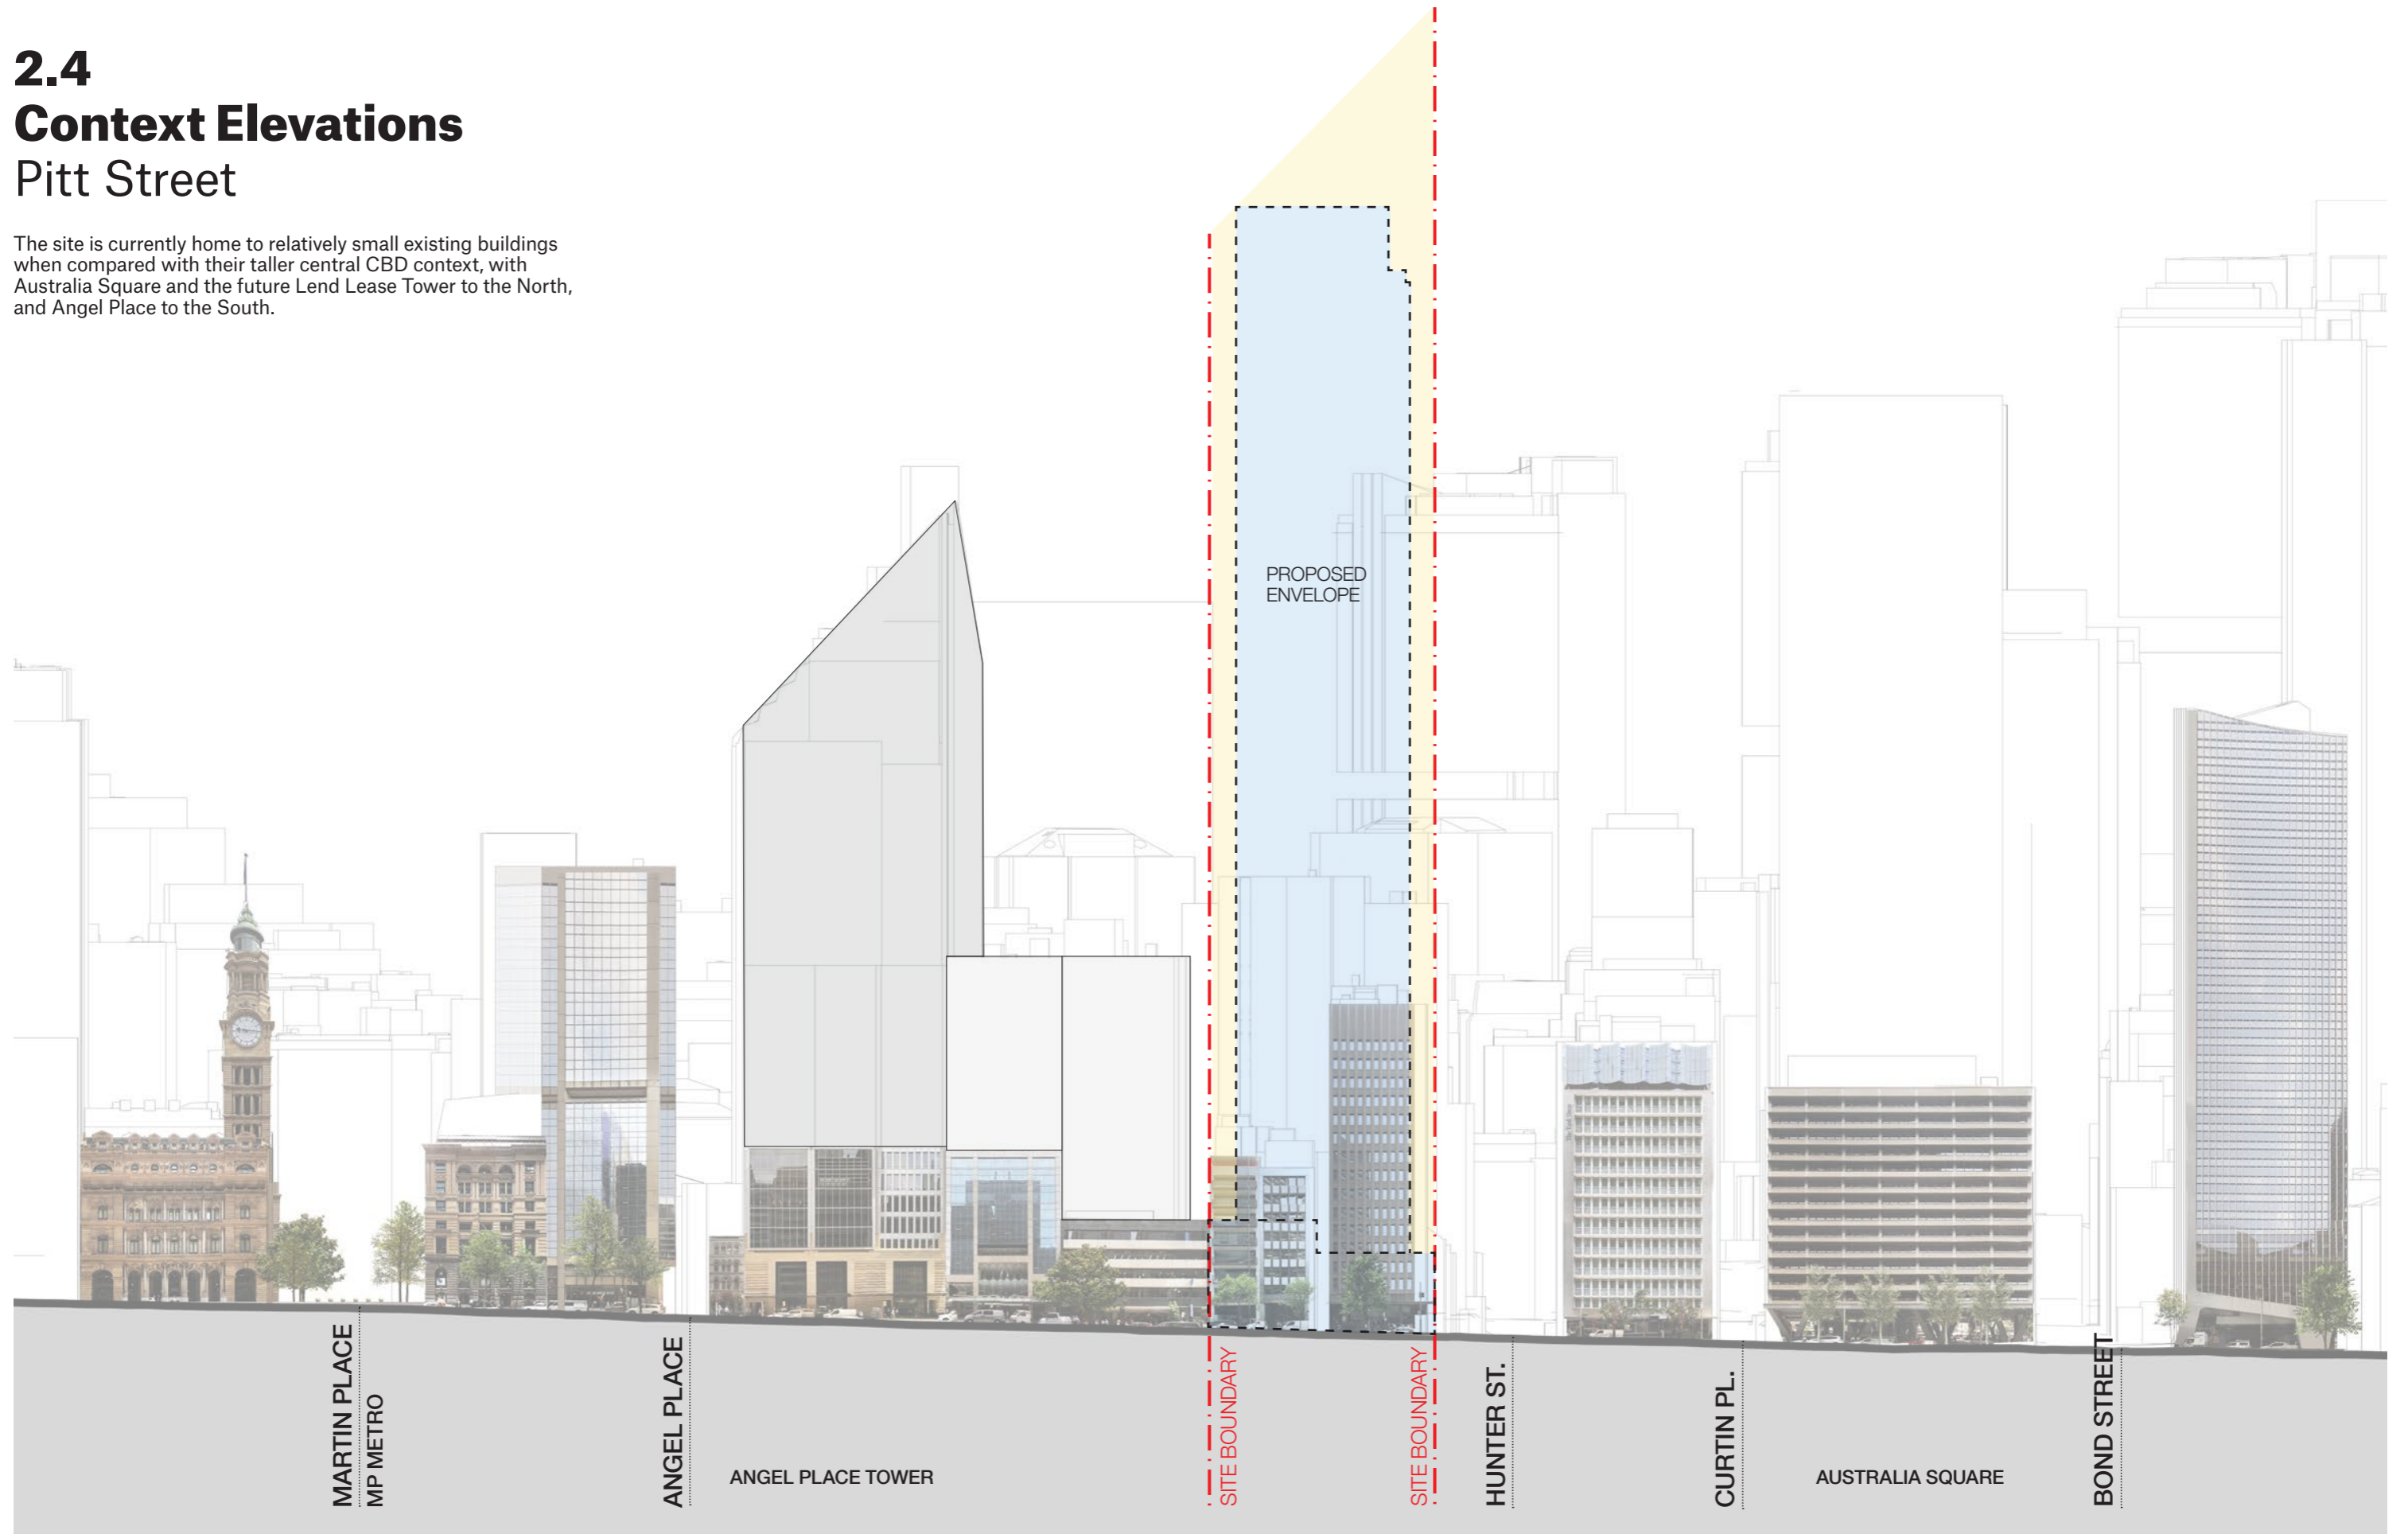 2.4
Context Elevations
Pitt Street
The site is currently home to relatively small existing buildings
when compared with their taller central CBD context, with
Australia Square and the future Lend Lease Tower to the North,
and Angel Place to the South.
PROPOSED
ENVELOPE
MARTIN PLACE
MP METRO
ANGEL PLACE
ANGEL PLACE TOWER
SITE BOUNDARY
SITE BOUNDARY
HUNTER ST.
CURTIN PL.
AUSTRALIA SQUARE
BOND STREET